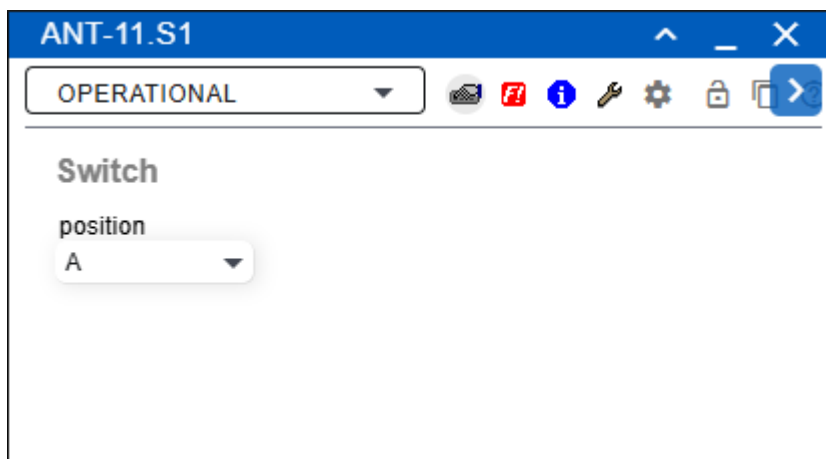 ANT-11.S1
OPERATIONAL
F!
i
Switch
position
A